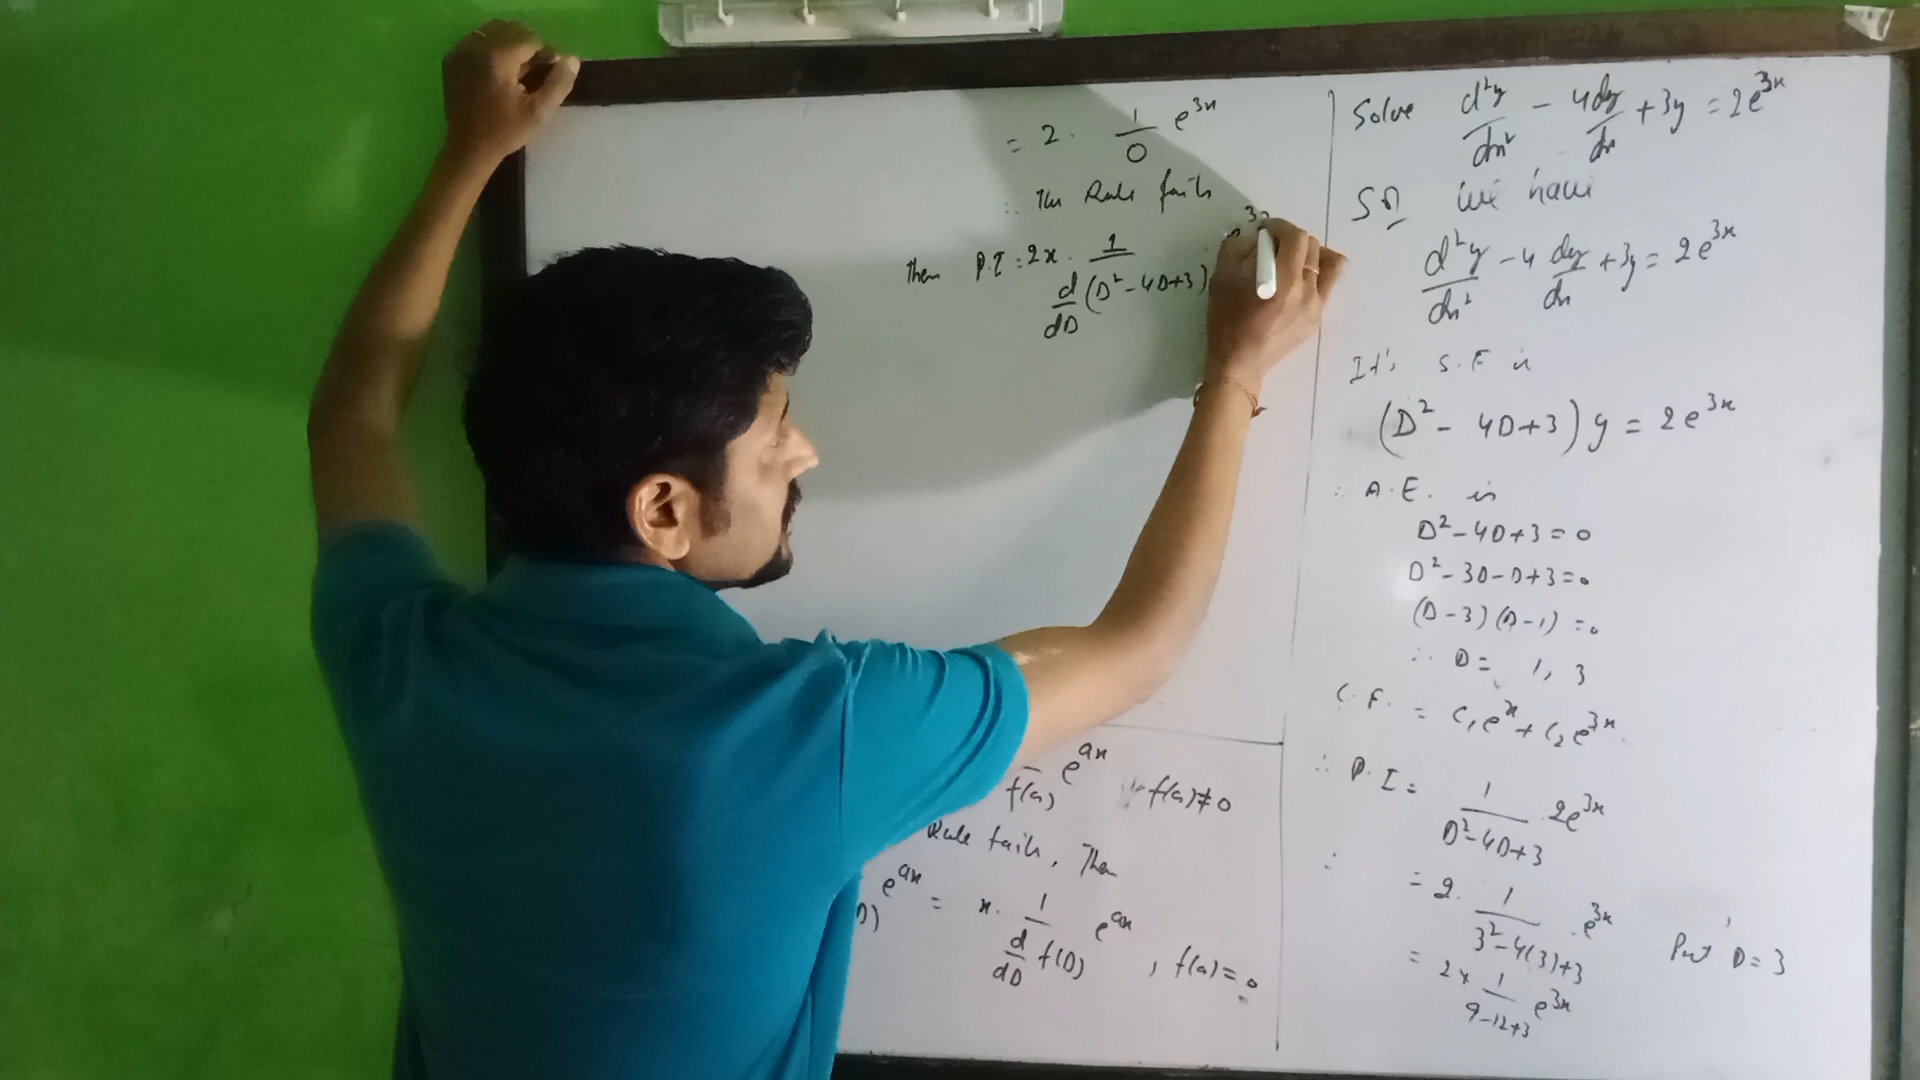 Solve d²y/dx² - 4dy/dx + 3y = 2e^3x
Sol we have
d²y/dx² - 4 dy/dx + 3y = 2e^3x
It's S.F is
(D² - 4D+3) y = 2e^3x
∴ A.E. is
D² - 4D + 3 = 0
D² - 3D - D + 3 = 0
(D-3) (D-1) = 0
∴ D = 1, 3
C.F. = C₁e^x + C₂e^3x
∴ P.I = 1/(D²-4D+3) . 2e^3x
= 2. 1/(3²-4(3)+3) . e^3x Put D = 3
= 2 × 1/(9-12+3) e^3x
= 2. 1/0 e^3x
∴ The Rule fails
Then P.I = 2x . 1/(d/dD (D² - 4D+3))
f(a) e^ax f(a)≠0
Rule fails, Then
D) e^ax = x. 1/(d/dD f(D)) e^ax , f(a) = 0